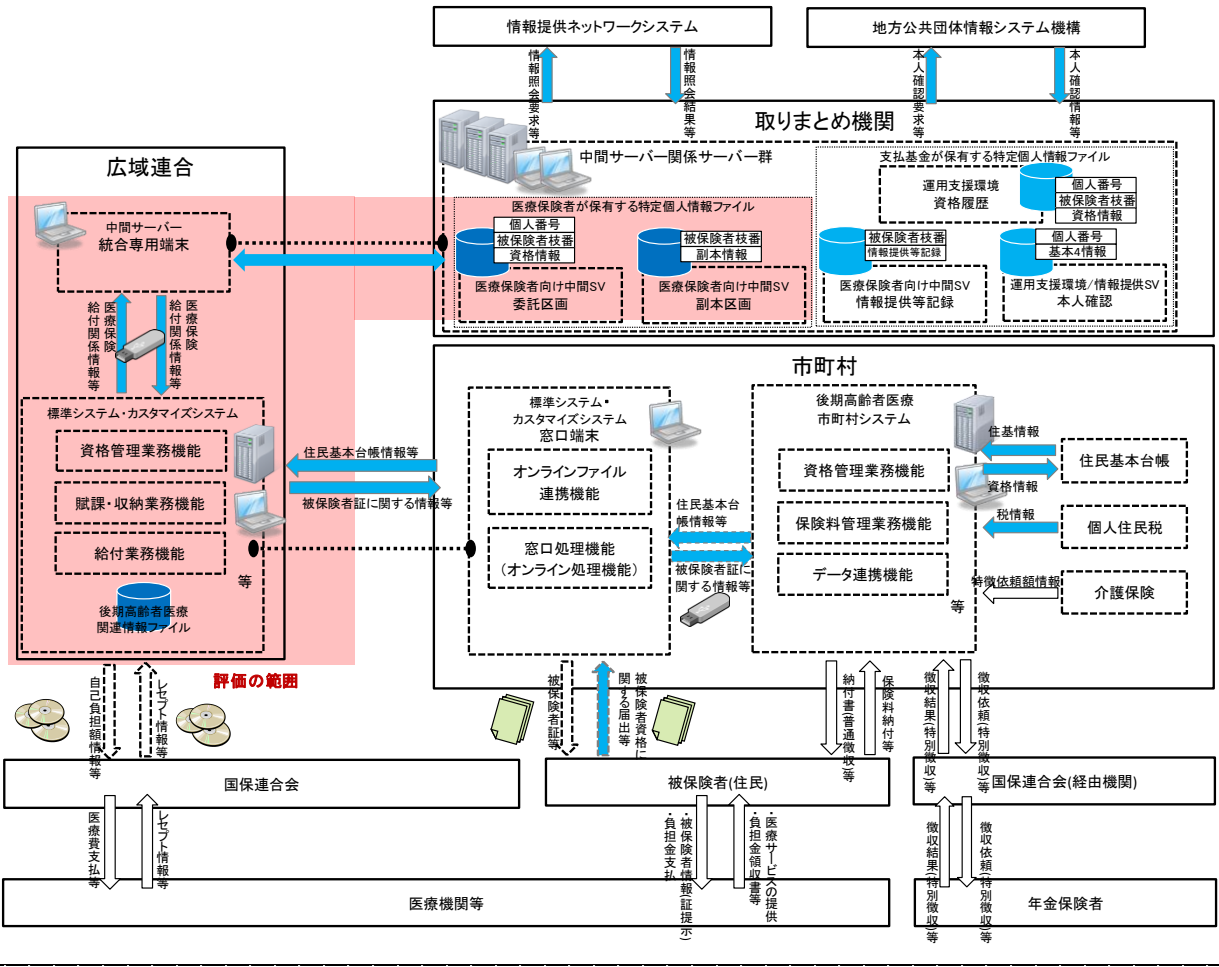 情報提供ネットワークシステム
地方公共団体情報システム機構
情報照会要求等
情報照会結果等
本人確認要求等
本人確認情報等
取りまとめ機関
中間サーバー関係サーバー群
支払基金が保有する特定個人情報ファイル
運用支援環境
資格履歴
個人番号
被保険者枝番
資格情報
医療保険者が保有する特定個人情報ファイル
個人番号
被保険者枝番
資格情報
医療保険者向け中間SV
委託区画
被保険者枝番
副本情報
医療保険者向け中間SV
副本区画
被保険者枝番
情報提供等記録
医療保険者向け中間SV
情報提供等記録
個人番号
基本4情報
運用支援環境/情報提供SV
本人確認
広域連合
中間サーバー
統合専用端末
医療保険
給付関係情報等
医療保険
給付関係情報等
標準システム・カスタマイズシステム
資格管理業務機能
賦課・収納業務機能
給付業務機能
等
後期高齢者医療
関連情報ファイル
評価の範囲
住民基本台帳情報等
被保険者証に関する情報等
市町村
標準システム・
カスタマイズシステム
窓口端末
オンラインファイル
連携機能
窓口処理機能
(オンライン処理機能)
住民基本台
帳情報等
被保険者証に
関する情報等
後期高齢者医療
市町村システム
資格管理業務機能
保険料管理業務機能
データ連携機能
等
住基情報
資格情報
税情報
特徴依頼額情報
住民基本台帳
個人住民税
介護保険
自己負担額情報等
レセプト情報等
被保険者証等
被保険者資格に
関する届出等
納付書(普通徴収)等
保険料納付等
徴収結果(特別徴収)等
徴収依頼(特別徴収)等
国保連合会
被保険者(住民)
国保連合会(経由機関)
医療費支払等
レセプト情報等
・被保険者情報(証提示)
・負担金支払
・医療サービスの提供
・負担金領収書等
徴収結果(特別徴収)等
徴収依頼(特別徴収)等
医療機関等
年金保険者